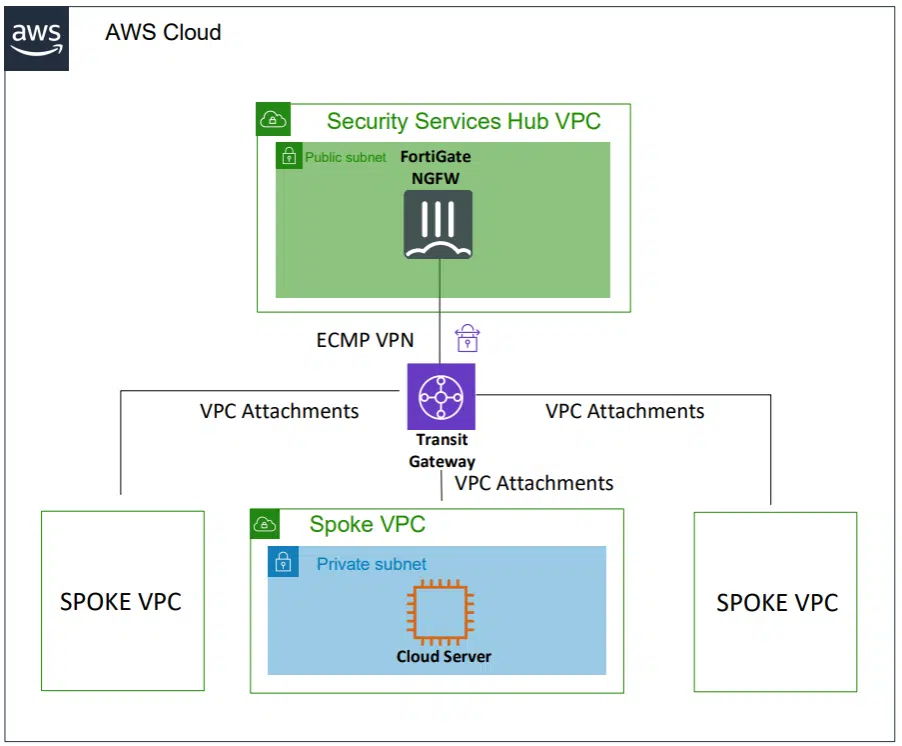 aws
AWS Cloud
Security Services Hub VPC
Public subnet
FortiGate
NGFW
ECMP VPN
VPC Attachments
VPC Attachments
Transit
Gateway
VPC Attachments
SPOKE VPC
Spoke VPC
Private subnet
Cloud Server
SPOKE VPC